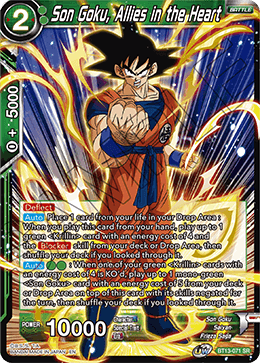 2
Son Goku, Allies in the Heart
BATTLE
+ 5000
Deflect
Auto Place 1 card from your life in your Drop Area :
When you play this card from your hand, play up to 1
green <Krillin> card with an energy cost of 4 and
the Blocker skill from your deck or Drop Area, then
shuffle your deck if you looked through it.
Auto : When one of your green <Krillin> cards with
an energy cost of 4 is KO'd, play up to 1 mono-green
<Son Goku> card with an energy cost of 5 from your deck
or Drop Area on top of this card with its skills negated for
the turn, then shuffle your deck if you looked through it.
POWER
10000
Son Goku
Saiyan
Frieza Saga
BT13-071 SR
MADE IN JAPAN